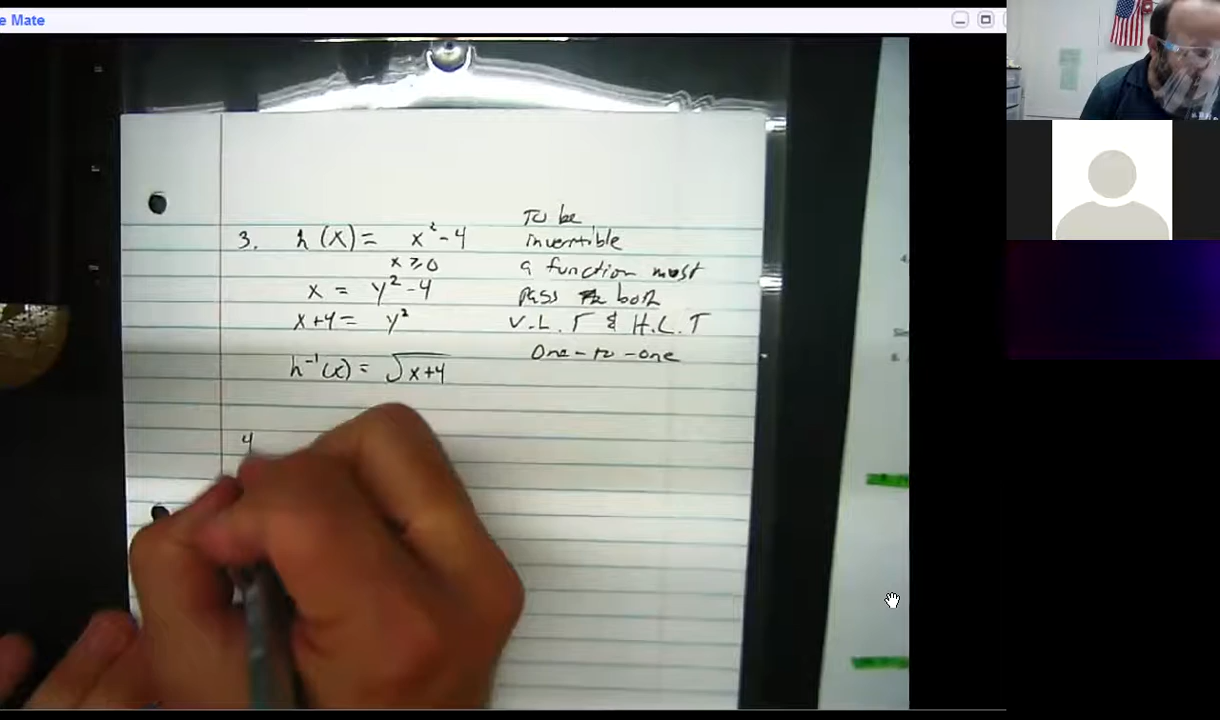 e Mate
3. h (x) = x² - 4
x ≥ 0
x = y² - 4
x+4 = y²
h⁻¹(x) = √x+4
To be
invertible
a function must
pass both
V.L.T & H.L.T
One-to-one
4